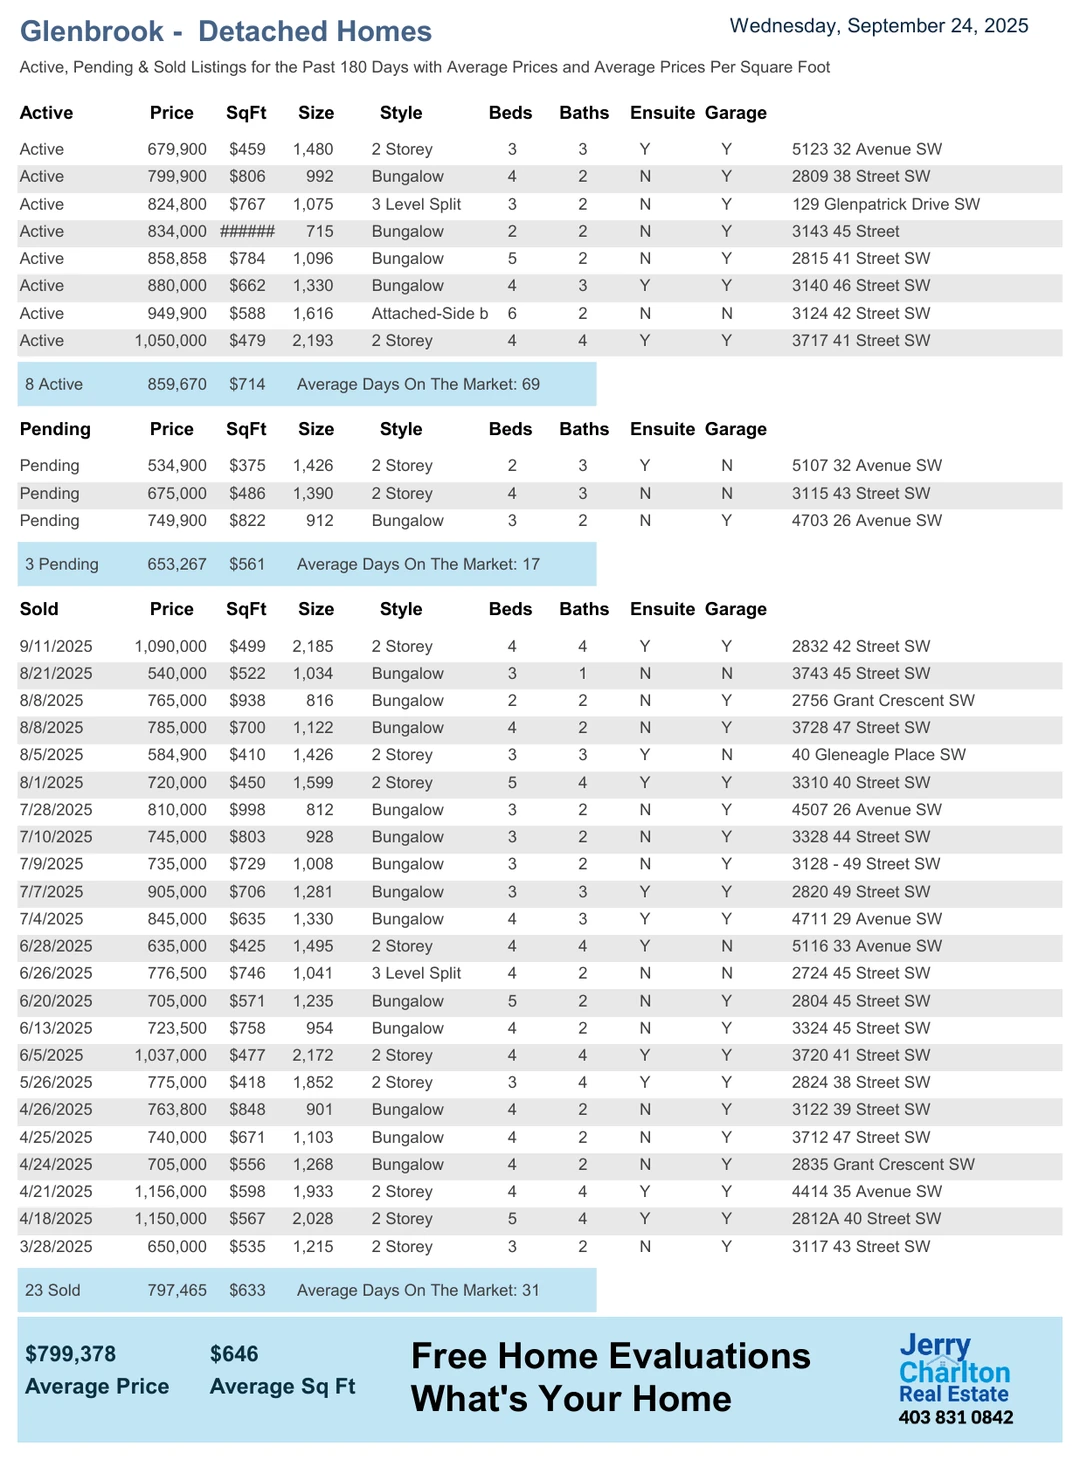 Glenbrook - Detached Homes
Wednesday, September 24, 2025
Active, Pending & Sold Listings for the Past 180 Days with Average Prices and Average Prices Per Square Foot
Active Price SqFt Size Style Beds Baths Ensuite Garage
Active 679,900 $459 1,480 2 Storey 3 3 Y Y 5123 32 Avenue SW
Active 799,900 $806 992 Bungalow 4 2 N Y 2809 38 Street SW
Active 824,800 $767 1,075 3 Level Split 3 2 N Y 129 Glenpatrick Drive SW
Active 834,000 ###### 715 Bungalow 2 2 N Y 3143 45 Street
Active 858,858 $784 1,096 Bungalow 5 2 N Y 2815 41 Street SW
Active 880,000 $662 1,330 Bungalow 4 3 Y Y 3140 46 Street SW
Active 949,900 $588 1,616 Attached-Side b 6 2 N N 3124 42 Street SW
Active 1,050,000 $479 2,193 2 Storey 4 4 Y Y 3717 41 Street SW
8 Active 859,670 $714 Average Days On The Market: 69
Pending Price SqFt Size Style Beds Baths Ensuite Garage
Pending 534,900 $375 1,426 2 Storey 2 3 Y N 5107 32 Avenue SW
Pending 675,000 $486 1,390 2 Storey 4 3 N N 3115 43 Street SW
Pending 749,900 $822 912 Bungalow 3 2 N Y 4703 26 Avenue SW
3 Pending 653,267 $561 Average Days On The Market: 17
Sold Price SqFt Size Style Beds Baths Ensuite Garage
9/11/2025 1,090,000 $499 2,185 2 Storey 4 4 Y Y 2832 42 Street SW
8/21/2025 540,000 $522 1,034 Bungalow 3 1 N N 3743 45 Street SW
8/8/2025 765,000 $938 816 Bungalow 2 2 N Y 2756 Grant Crescent SW
8/8/2025 785,000 $700 1,122 Bungalow 4 2 N Y 3728 47 Street SW
8/5/2025 584,900 $410 1,426 2 Storey 3 3 Y N 40 Gleneagle Place SW
8/1/2025 720,000 $450 1,599 2 Storey 5 4 Y Y 3310 40 Street SW
7/28/2025 810,000 $998 812 Bungalow 3 2 N Y 4507 26 Avenue SW
7/10/2025 745,000 $803 928 Bungalow 3 2 N Y 3328 44 Street SW
7/9/2025 735,000 $729 1,008 Bungalow 3 2 N Y 3128 - 49 Street SW
7/7/2025 905,000 $706 1,281 Bungalow 3 3 Y Y 2820 49 Street SW
7/4/2025 845,000 $635 1,330 Bungalow 4 3 Y Y 4711 29 Avenue SW
6/28/2025 635,000 $425 1,495 2 Storey 4 4 Y N 5116 33 Avenue SW
6/26/2025 776,500 $746 1,041 3 Level Split 4 2 N N 2724 45 Street SW
6/20/2025 705,000 $571 1,235 Bungalow 5 2 N Y 2804 45 Street SW
6/13/2025 723,500 $758 954 Bungalow 4 2 N Y 3324 45 Street SW
6/5/2025 1,037,000 $477 2,172 2 Storey 4 4 Y Y 3720 41 Street SW
5/26/2025 775,000 $418 1,852 2 Storey 3 4 Y Y 2824 38 Street SW
4/26/2025 763,800 $848 901 Bungalow 4 2 N Y 3122 39 Street SW
4/25/2025 740,000 $671 1,103 Bungalow 4 2 N Y 3712 47 Street SW
4/24/2025 705,000 $556 1,268 Bungalow 4 2 N Y 2835 Grant Crescent SW
4/21/2025 1,156,000 $598 1,933 2 Storey 4 4 Y Y 4414 35 Avenue SW
4/18/2025 1,150,000 $567 2,028 2 Storey 5 4 Y Y 2812A 40 Street SW
3/28/2025 650,000 $535 1,215 2 Storey 3 2 N Y 3117 43 Street SW
23 Sold 797,465 $633 Average Days On The Market: 31
$799,378 $646
Average Price Average Sq Ft
Free Home Evaluations
What's Your Home
Jerry
Charlton
Real Estate
403 831 0842